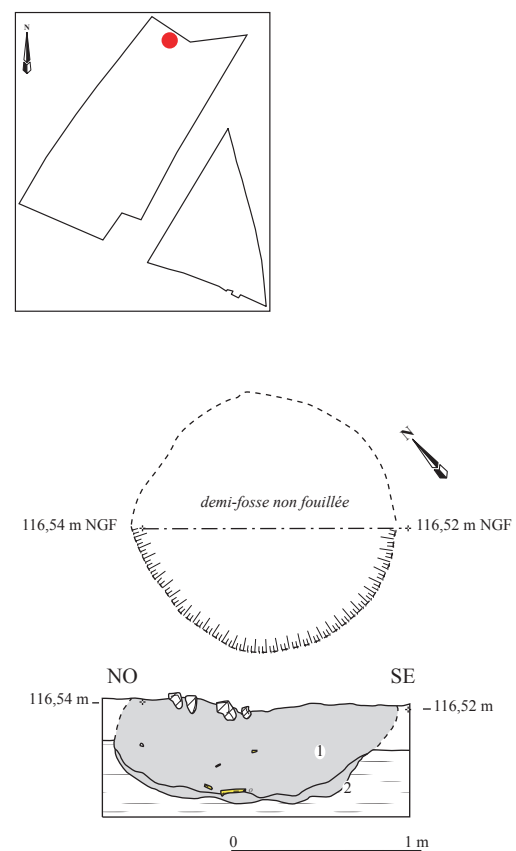 N
N
demi-fosse non fouillée
116,54 m NGF
116,52 m NGF
NO
SE
116,54 m
116,52 m
1
2
0
1 m